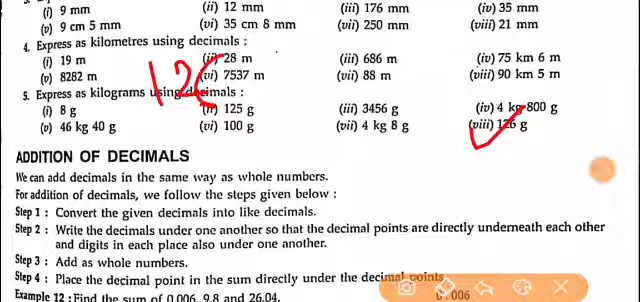 (i) 9 mm (ii) 12 mm (iii) 176 mm (iv) 35 mm
(v) 9 cm 5 mm (vi) 35 cm 8 mm (vii) 250 mm (viii) 21 mm
4. Express as kilometres using decimals :
(i) 19 m (ii) 28 m (iii) 686 m (iv) 75 km 6 m
(v) 8282 m (vi) 7537 m (vii) 88 m (viii) 90 km 5 m
5. Express as kilograms using decimals :
(i) 8 g (ii) 125 g (iii) 3456 g (iv) 4 kg 800 g
(v) 46 kg 40 g (vi) 100 g (vii) 4 kg 8 g (viii) 126 g
ADDITION OF DECIMALS
We can add decimals in the same way as whole numbers.
For addition of decimals, we follow the steps given below :
Step 1 : Convert the given decimals into like decimals.
Step 2 : Write the decimals under one another so that the decimal points are directly underneath each other
and digits in each place also under one another.
Step 3 : Add as whole numbers.
Step 4 : Place the decimal point in the sum directly under the decimal points
Example 12 : Find the sum of 0.006, 9.8 and 26.04.
0.006